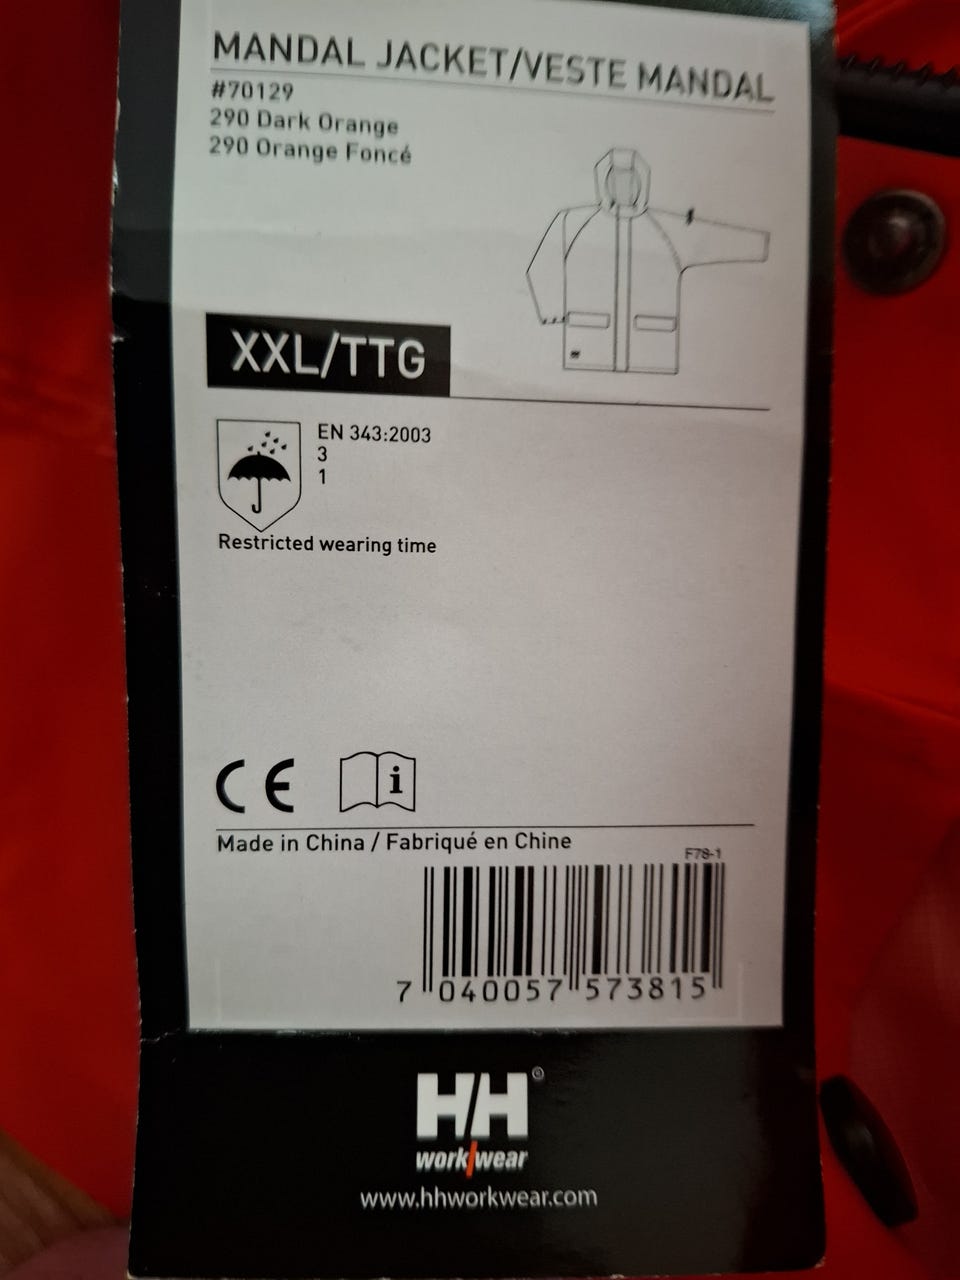 MANDAL JACKET/VESTE MANDAL
#70129
290 Dark Orange
290 Orange Foncé
XXL/TTG
EN 343:2003
3
1
Restricted wearing time
CE
i
Made in China / Fabriqué en Chine
F78-1
7 040057 573815
HH®
work/wear
www.hhworkwear.com